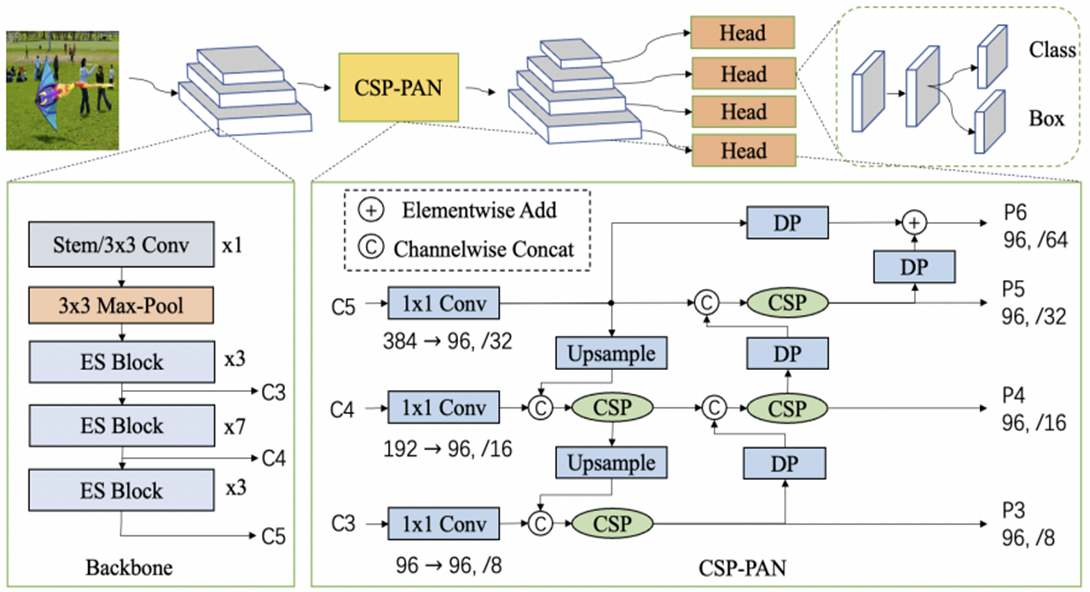 CSP-PAN
Head
Head
Head
Head
Class
Box
Stem/3x3 Conv x1
3x3 Max-Pool
ES Block x3
C3
ES Block x7
C4
ES Block x3
C5
Backbone
+ Elementwise Add
C Channelwise Concat
DP
+
P6
96, /64
DP
C5
1x1 Conv
384 → 96, /32
C
CSP
P5
96, /32
Upsample
DP
C4
1x1 Conv
192 → 96, /16
C
CSP
C
CSP
P4
96, /16
Upsample
DP
C3
1x1 Conv
96 → 96, /8
C
CSP
P3
96, /8
CSP-PAN